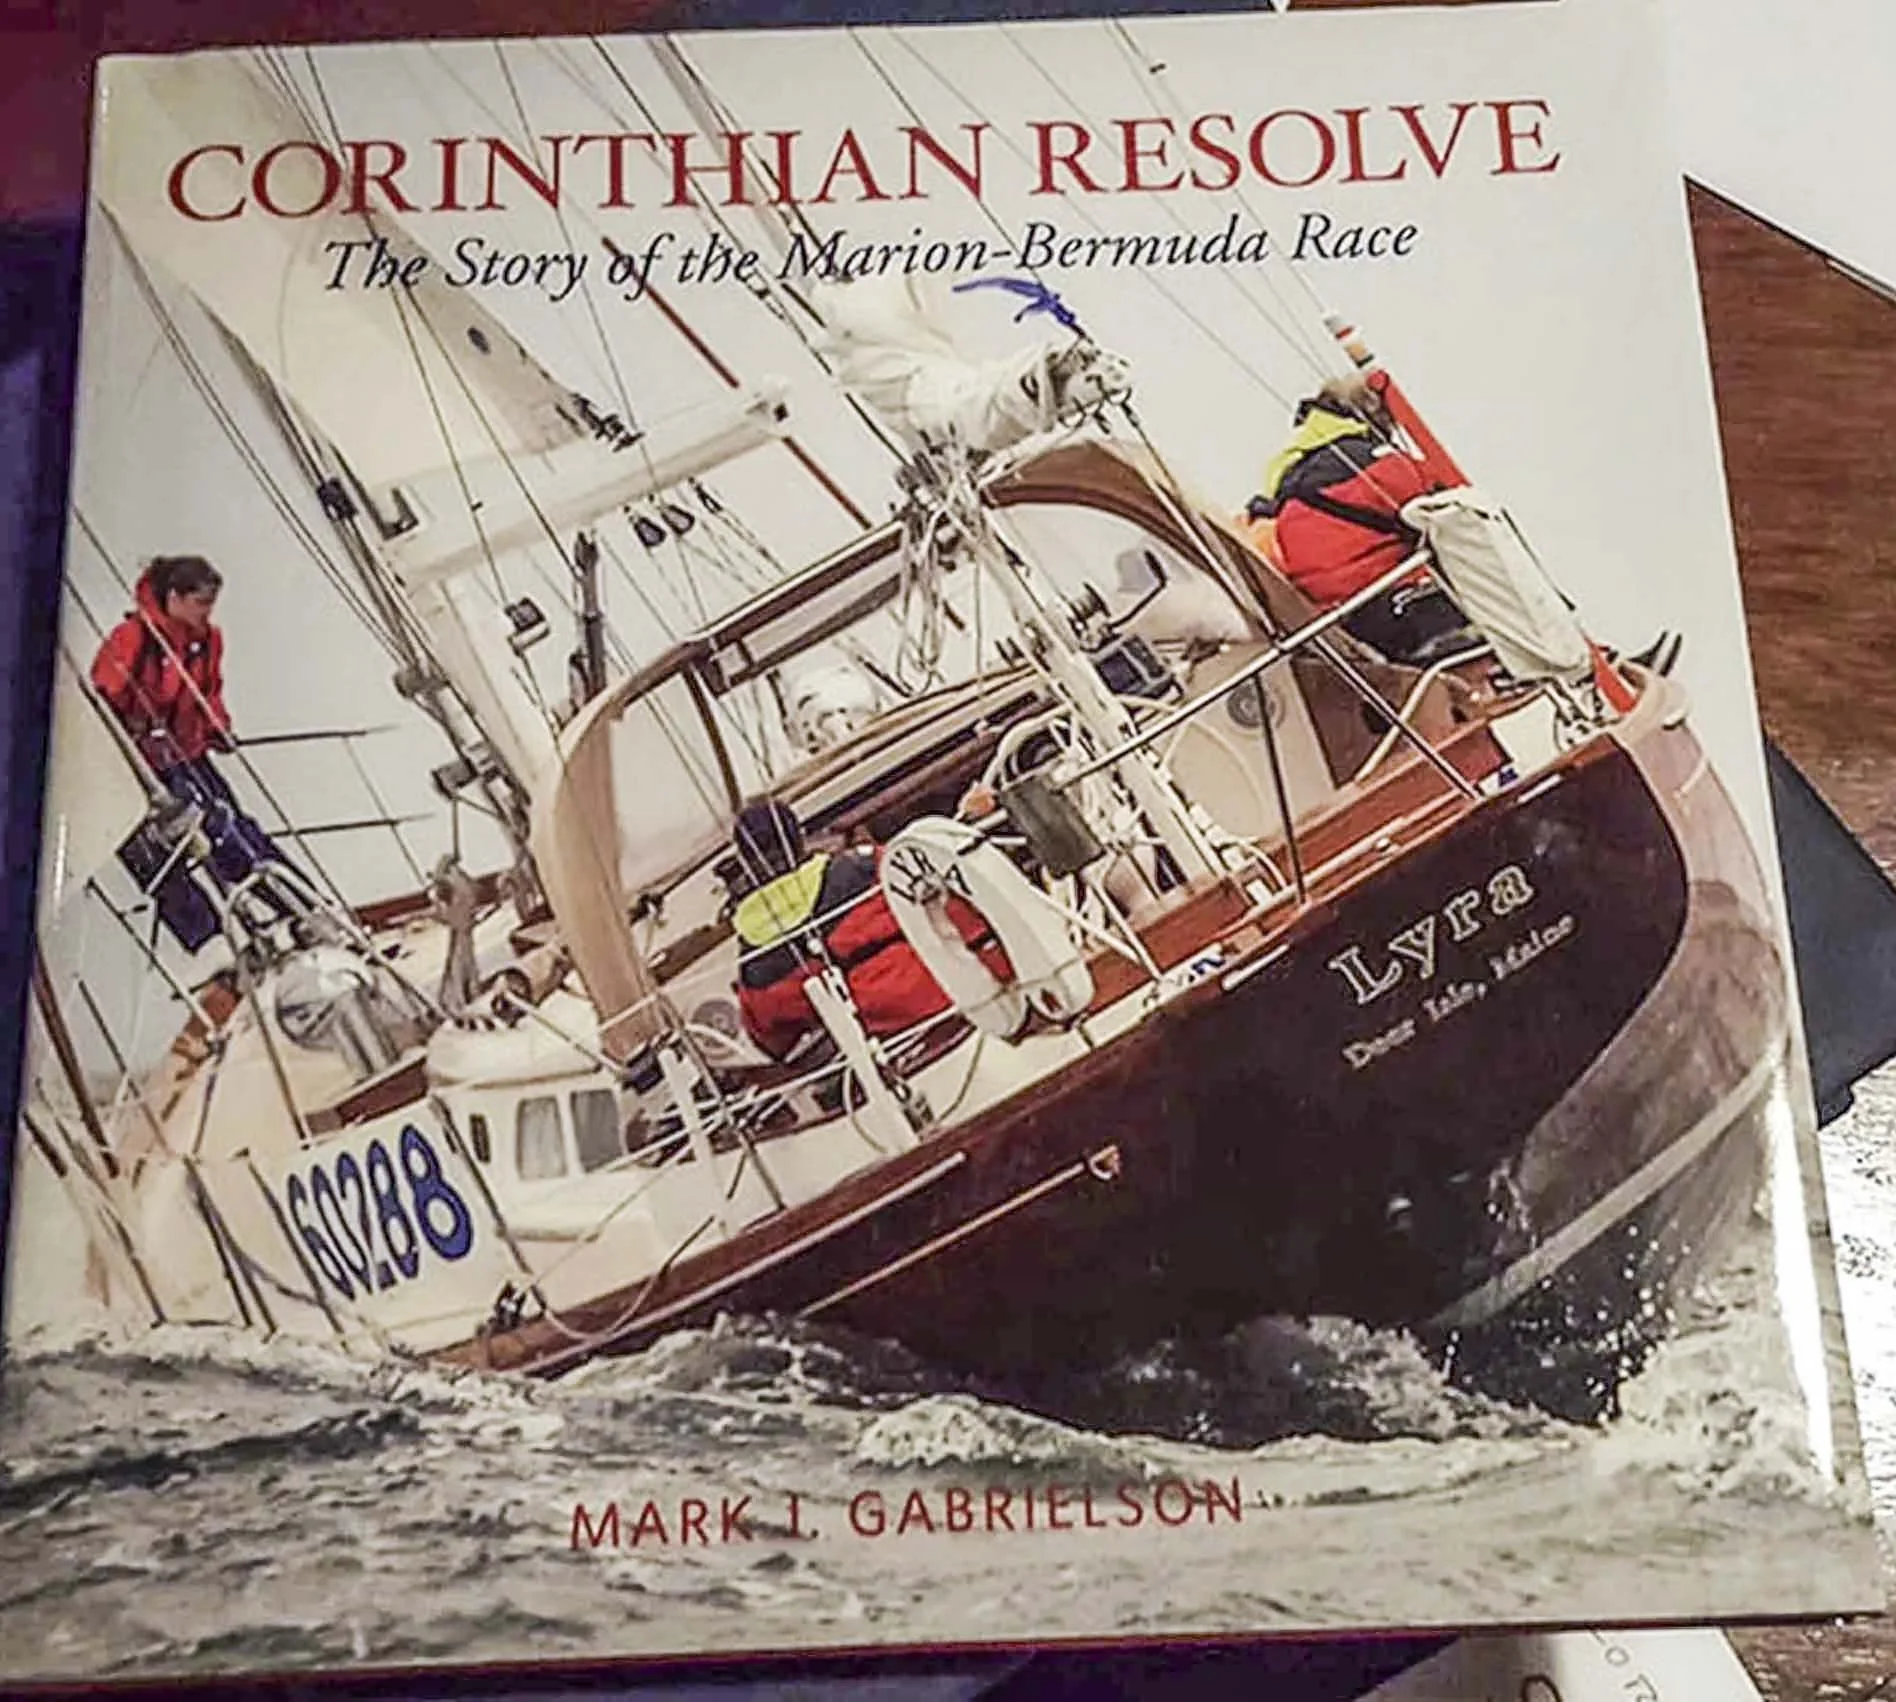 CORINTHIAN RESOLVE
The Story of the Marion-Bermuda Race
Lyra
Deer Isle, Maine
60288
MARK J. GABRIELSON